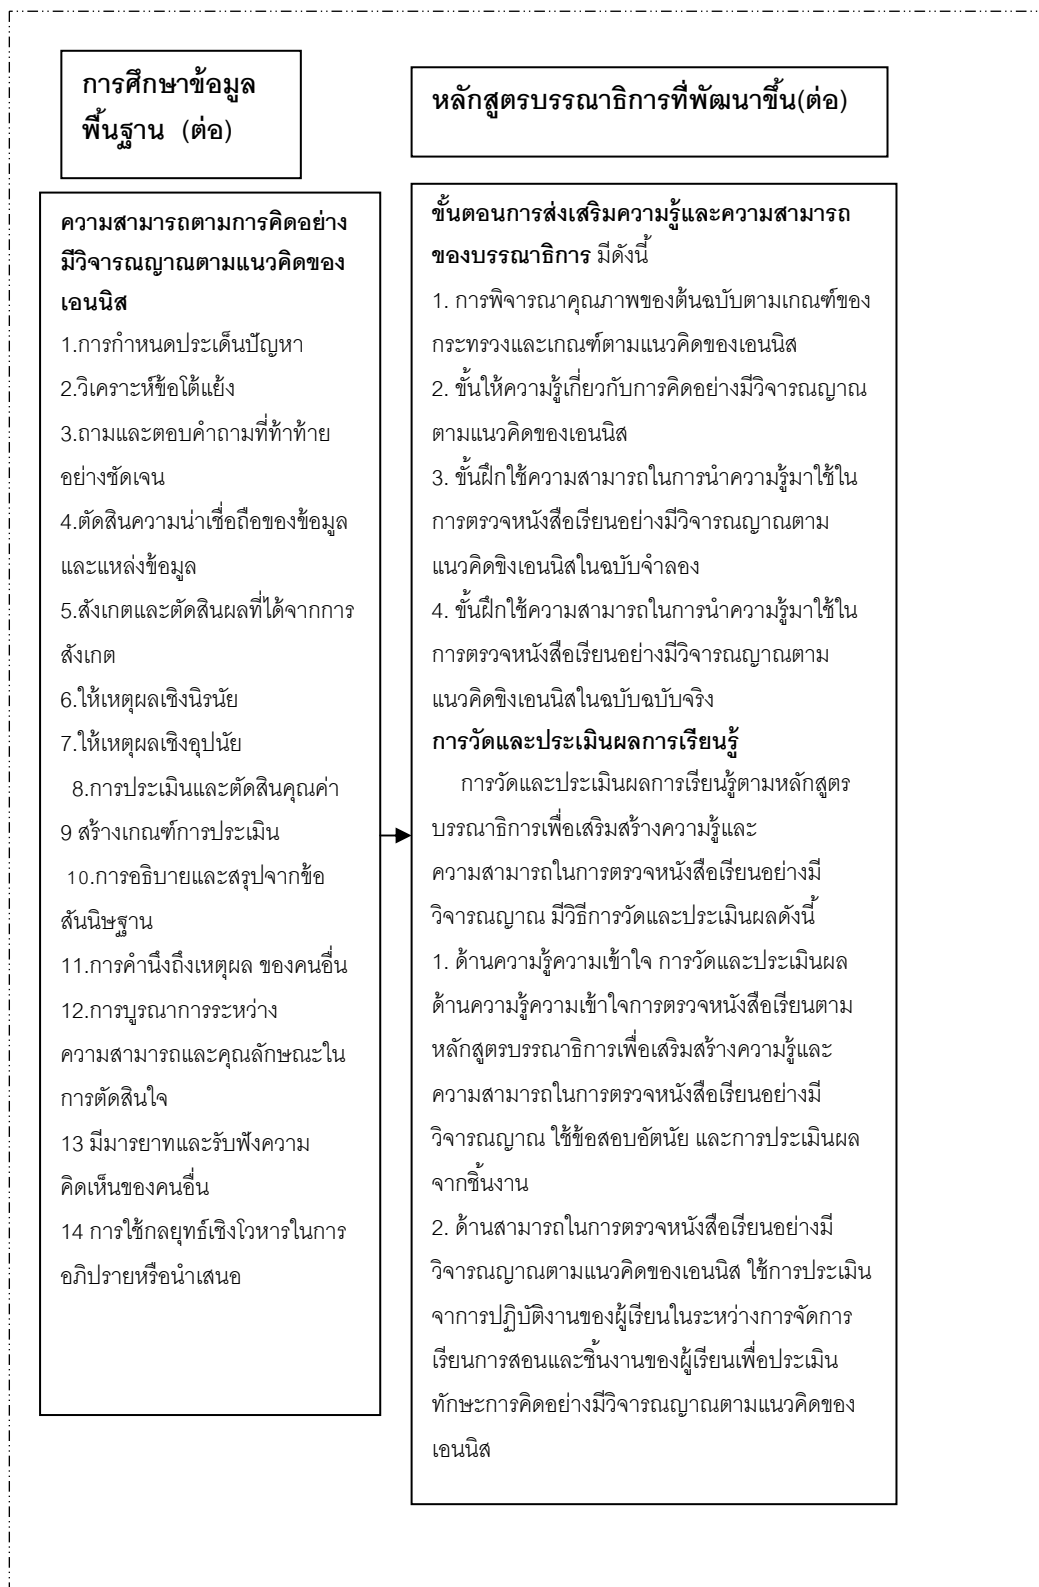 การศึกษาข้อมูล
พื้นฐาน (ต่อ)
หลักสูตรบรรณาธิการที่พัฒนาขึ้น(ต่อ)
ความสามารถตามการคิดอย่าง
มีวิจารณญาณตามแนวคิดของ
เอนนิส
1.การกำหนดประเด็นปัญหา
2.วิเคราะห์ข้อโต้แย้ง
3.ถามและตอบคำถามที่ท้าทาย
อย่างชัดเจน
4.ตัดสินความน่าเชื่อถือของข้อมูล
และแหล่งข้อมูล
5.สังเกตและตัดสินผลที่ได้จากการ
สังเกต
6.ให้เหตุผลเชิงนิรนัย
7.ให้เหตุผลเชิงอุปนัย
8.การประเมินและตัดสินคุณค่า
9 สร้างเกณฑ์การประเมิน
10.การอธิบายและสรุปจากข้อ
สันนิษฐาน
11.การคำนึงถึงเหตุผล ของคนอื่น
12.การบูรณาการระหว่าง
ความสามารถและคุณลักษณะใน
การตัดสินใจ
13 มีมารยาทและรับฟังความ
คิดเห็นของคนอื่น
14 การใช้กลยุทธ์เชิงโวหารในการ
อภิปรายหรือนำเสนอ
ขั้นตอนการส่งเสริมความรู้และความสามารถ
ของบรรณาธิการ มีดังนี้
1. การพิจารณาคุณภาพของต้นฉบับตามเกณฑ์ของ
กระทรวงและเกณฑ์ตามแนวคิดของเอนนิส
2. ขั้นให้ความรู้เกี่ยวกับการคิดอย่างมีวิจารณญาณ
ตามแนวคิดของเอนนิส
3. ขั้นฝึกใช้ความสามารถในการนำความรู้มาใช้ใน
การตรวจหนังสือเรียนอย่างมีวิจารณญาณตาม
แนวคิดขิงเอนนิสในฉบับจำลอง
4. ขั้นฝึกใช้ความสามารถในการนำความรู้มาใช้ใน
การตรวจหนังสือเรียนอย่างมีวิจารณญาณตาม
แนวคิดขิงเอนนิสในฉบับฉบับจริง
การวัดและประเมินผลการเรียนรู้
การวัดและประเมินผลการเรียนรู้ตามหลักสูตร
บรรณาธิการเพื่อเสริมสร้างความรู้และ
ความสามารถในการตรวจหนังสือเรียนอย่างมี
วิจารณญาณ มีวิธีการวัดและประเมินผลดังนี้
1. ด้านความรู้ความเข้าใจ การวัดและประเมินผล
ด้านความรู้ความเข้าใจการตรวจหนังสือเรียนตาม
หลักสูตรบรรณาธิการเพื่อเสริมสร้างความรู้และ
ความสามารถในการตรวจหนังสือเรียนอย่างมี
วิจารณญาณ ใช้ข้อสอบอัตนัย และการประเมินผล
จากชิ้นงาน
2. ด้านสามารถในการตรวจหนังสือเรียนอย่างมี
วิจารณญาณตามแนวคิดของเอนนิส ใช้การประเมิน
จาการปฏิบัติงานของผู้เรียนในระหว่างการจัดการ
เรียนการสอนและชิ้นงานของผู้เรียนเพื่อประเมิน
ทักษะการคิดอย่างมีวิจารณญาณตามแนวคิดของ
เอนนิส